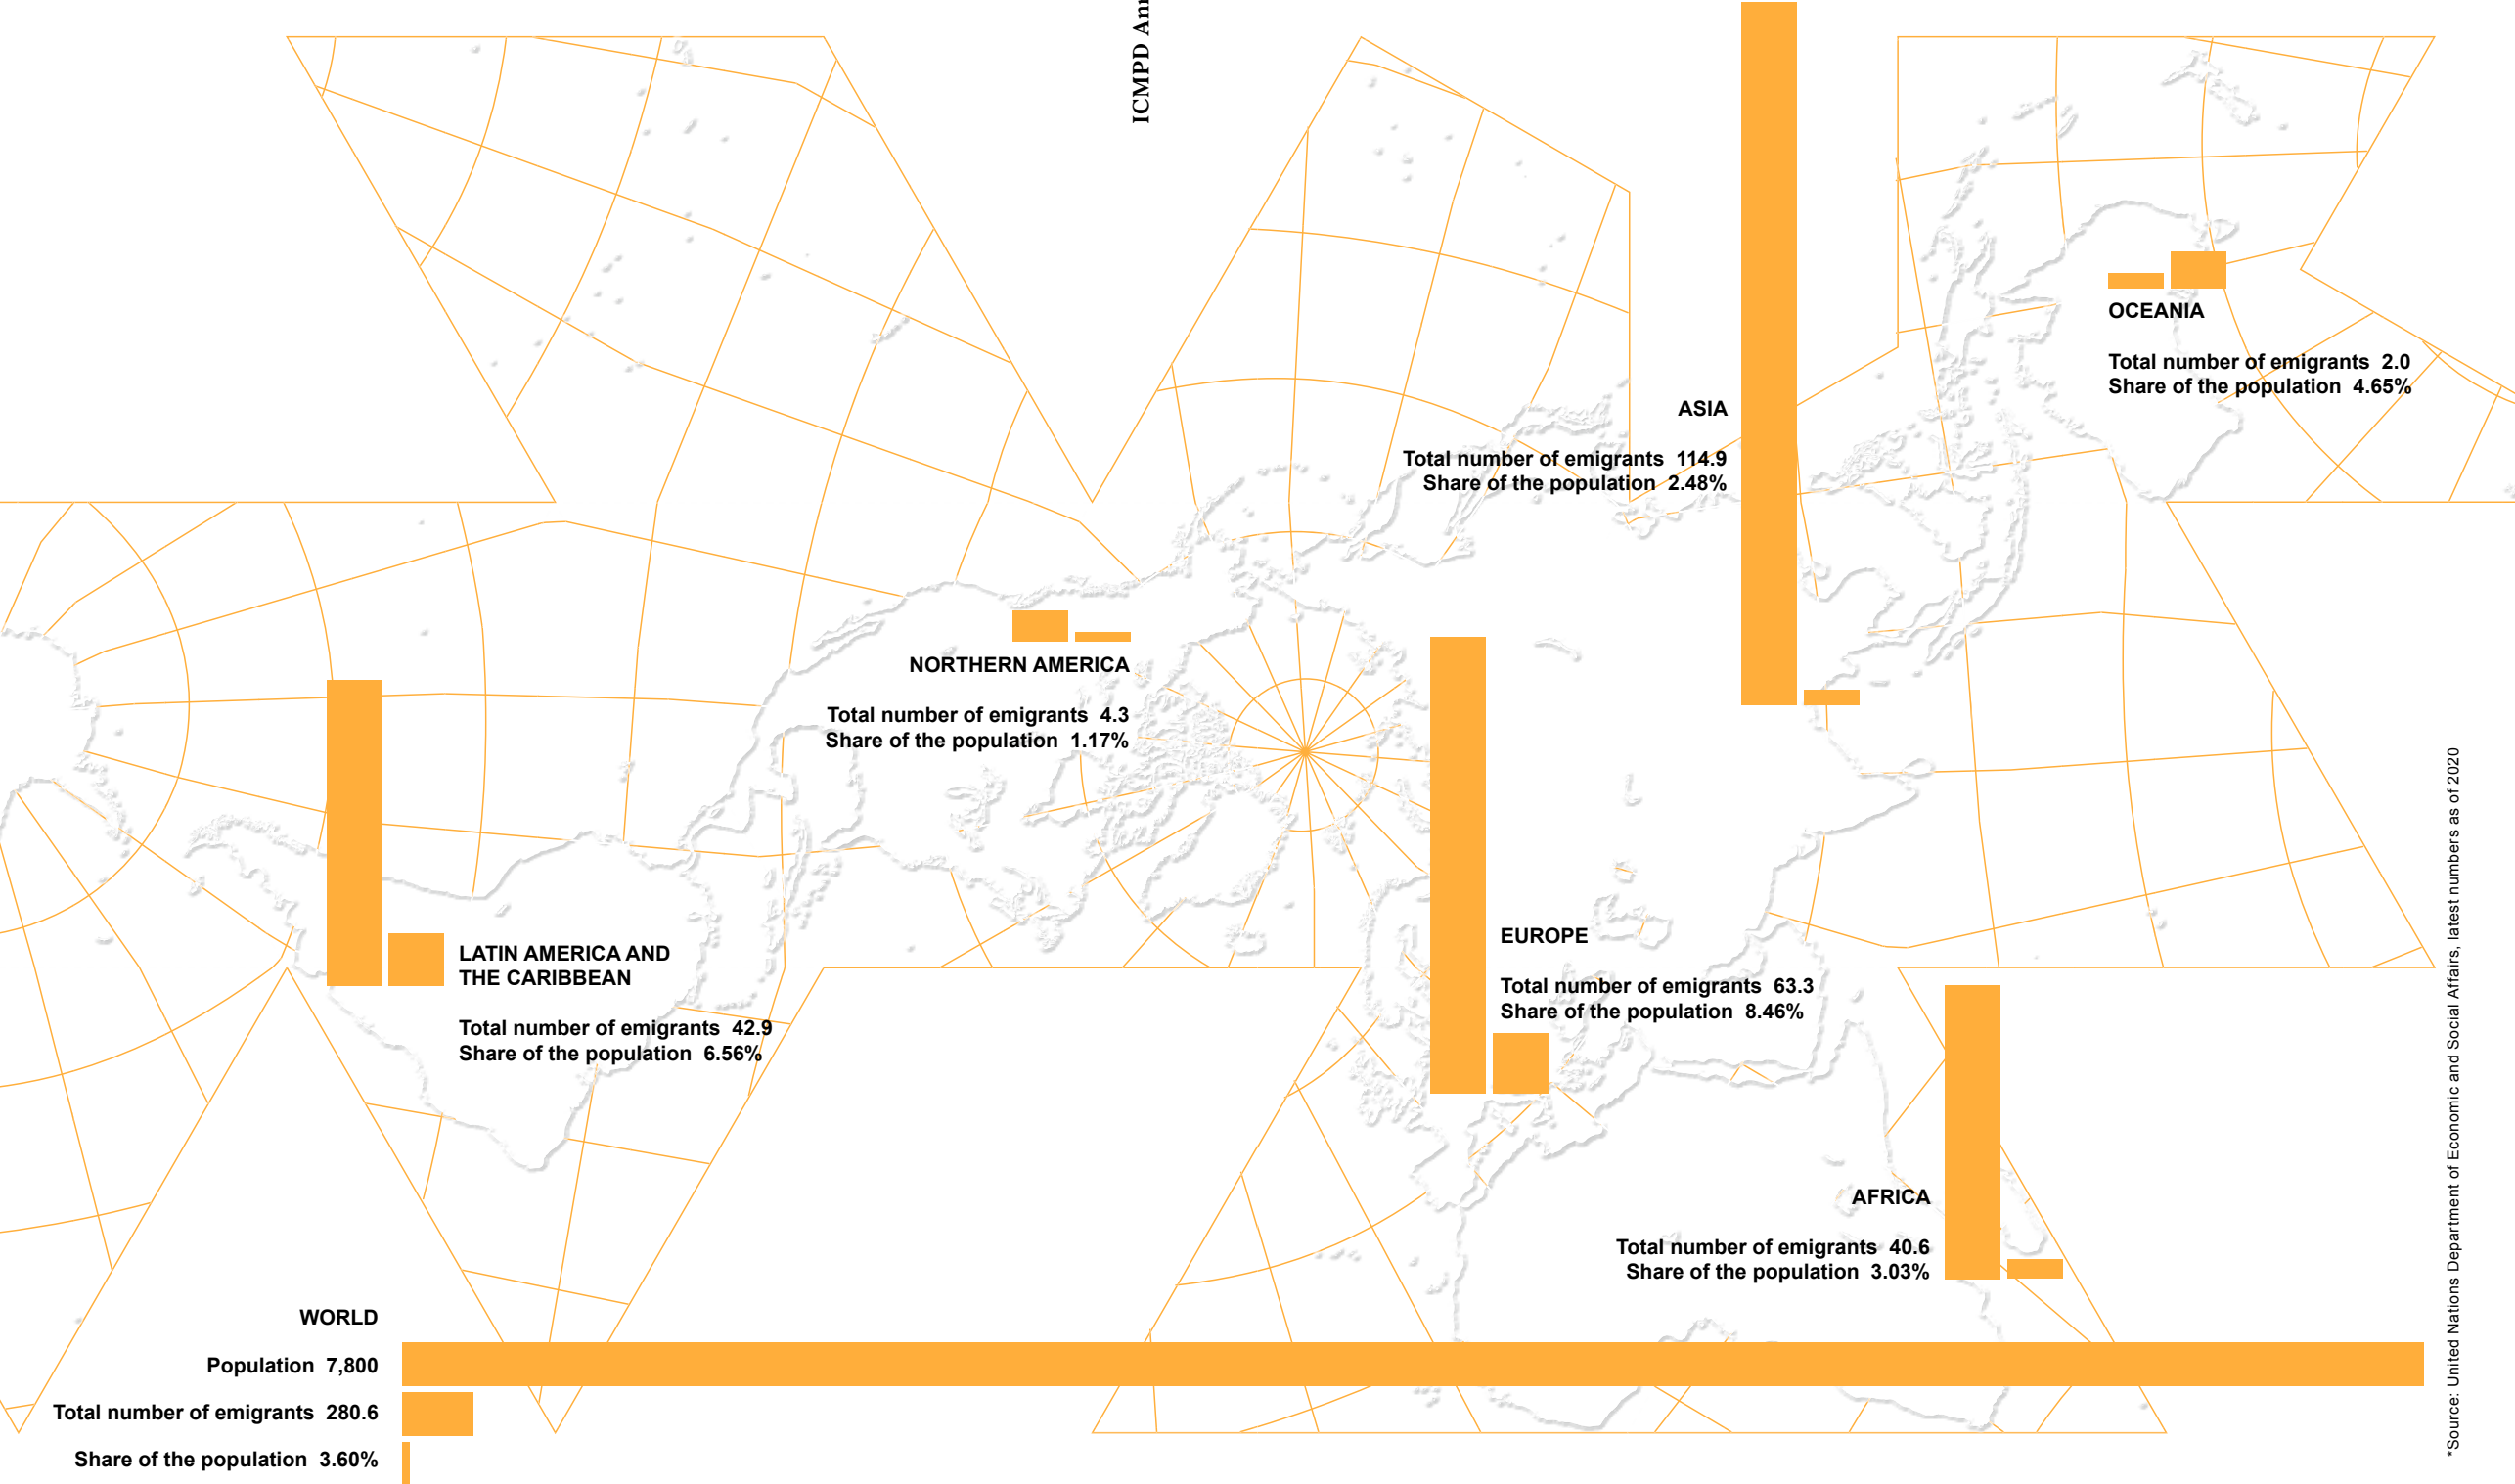 ICMPD
OCEANIA
Total number of emigrants 2.0
Share of the population 4.65%
ASIA
Total number of emigrants 114.9
Share of the population 2.48%
NORTHERN AMERICA
Total number of emigrants 4.3
Share of the population 1.17%
LATIN AMERICA AND
THE CARIBBEAN
Total number of emigrants 42.9
Share of the population 6.56%
EUROPE
Total number of emigrants 63.3
Share of the population 8.46%
AFRICA
Total number of emigrants 40.6
Share of the population 3.03%
WORLD
Population 7,800
Total number of emigrants 280.6
Share of the population 3.60%
*Source: United Nations Department of Economic and Social Affairs, latest numbers as of 2020